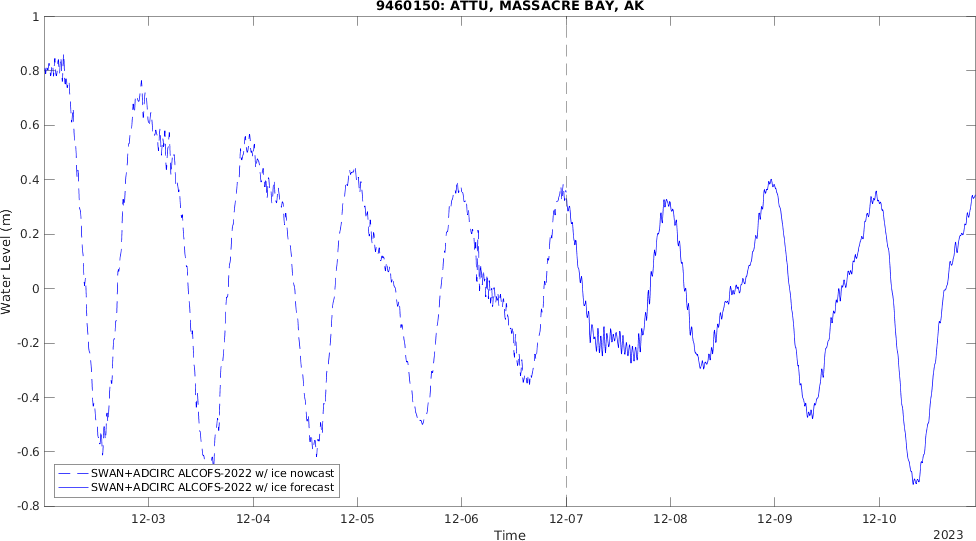 9460150: ATTU, MASSACRE BAY, AK
1
0.8
0.6
0.4
0.2
0
-0.2
-0.4
-0.6
-0.8
Water Level (m)
SWAN+ADCIRC ALCOFS-2022 w/ ice nowcast
SWAN+ADCIRC ALCOFS-2022 w/ ice forecast
12-03 12-04 12-05 12-06 12-07 12-08 12-09 12-10
Time
2023